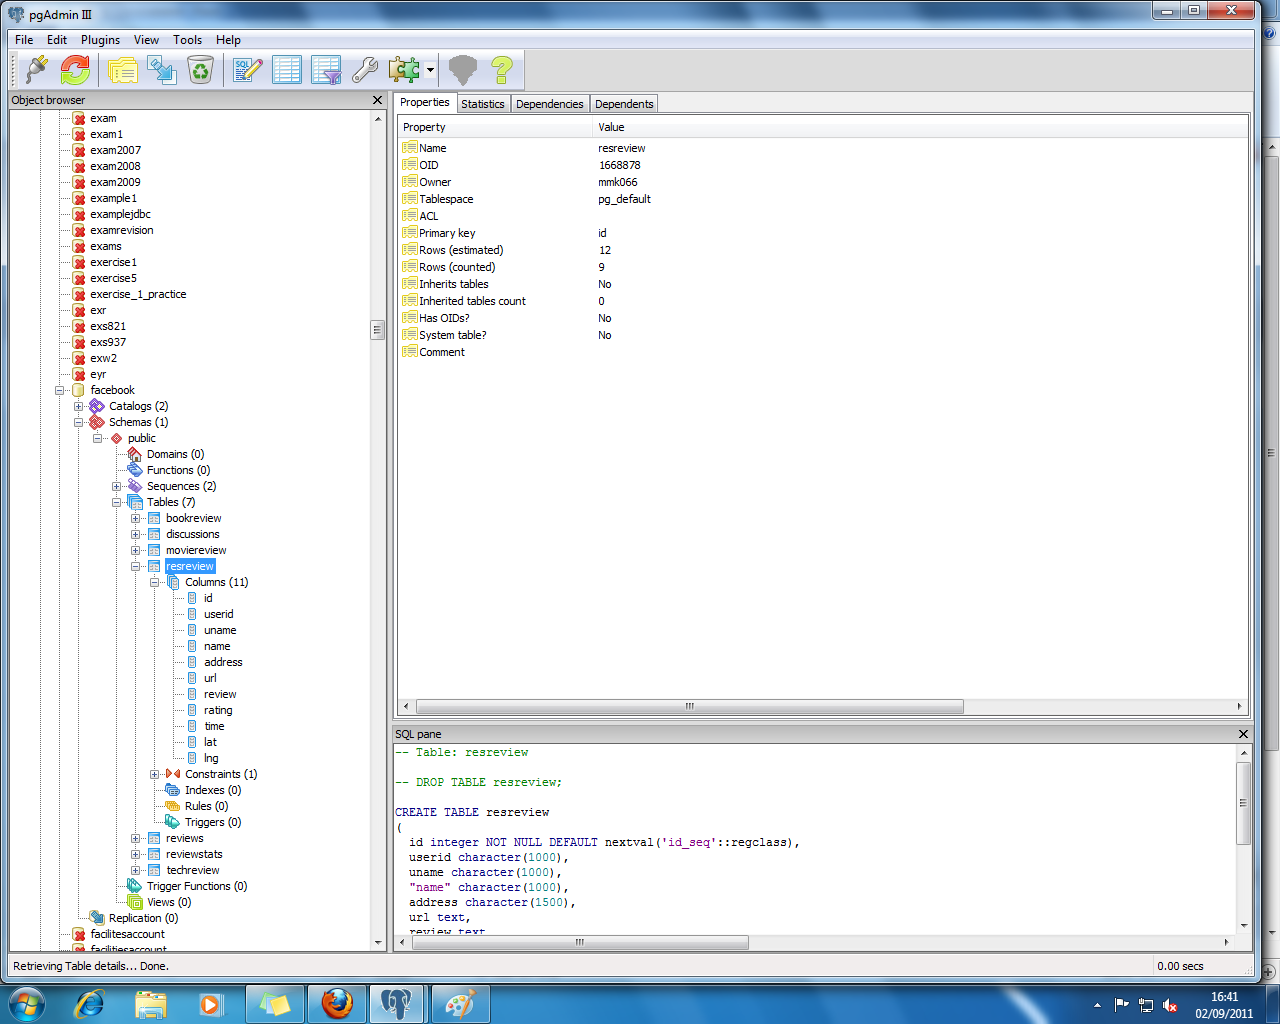 pgAdmin III
File Edit Plugins View Tools Help
SQL
Object browser
exam
exam1
exam2007
exam2008
exam2009
example1
examplejdbc
examrevision
exams
exercise1
exercise5
exercise_1_practice
exr
exs821
exs937
exw2
eyr
facebook
Catalogs (2)
Schemas (1)
public
Domains (0)
Functions (0)
Sequences (2)
Tables (7)
bookreview
discussions
moviereview
resreview
Columns (11)
id
userid
uname
name
address
url
review
rating
time
lat
lng
Constraints (1)
Indexes (0)
Rules (0)
Triggers (0)
reviews
reviewstats
techreview
Trigger Functions (0)
Views (0)
Replication (0)
facilitesaccount
facilitiesaccount
Properties Statistics Dependencies Dependents
Property Value
Name resreview
OID 1668878
Owner mmk066
Tablespace pg_default
ACL
Primary key id
Rows (estimated) 12
Rows (counted) 9
Inherits tables No
Inherited tables count 0
Has OIDs? No
System table? No
Comment
SQL pane
-- Table: resreview
-- DROP TABLE resreview;
CREATE TABLE resreview
(
id integer NOT NULL DEFAULT nextval('id_seq'::regclass),
userid character(1000),
uname character(1000),
"name" character(1000),
address character(1500),
url text,
review text
Retrieving Table details... Done.
0.00 secs
16:41
02/09/2011